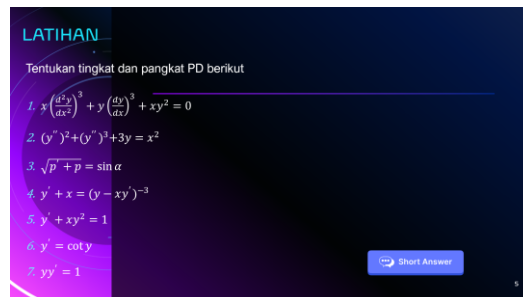 LATIHAN
Tentukan tingkat dan pangkat PD berikut
1. x(d²y/dx²)³ + y(dy/dx)³ + xy² = 0
2. (y″)²+(y″)³+3y = x²
3. √(p′ + p) = sin α
4. y′ + x = (y − xy′)⁻³
5. y′ + xy² = 1
6. y′ = cot y
7. yy′ = 1
Short Answer
5